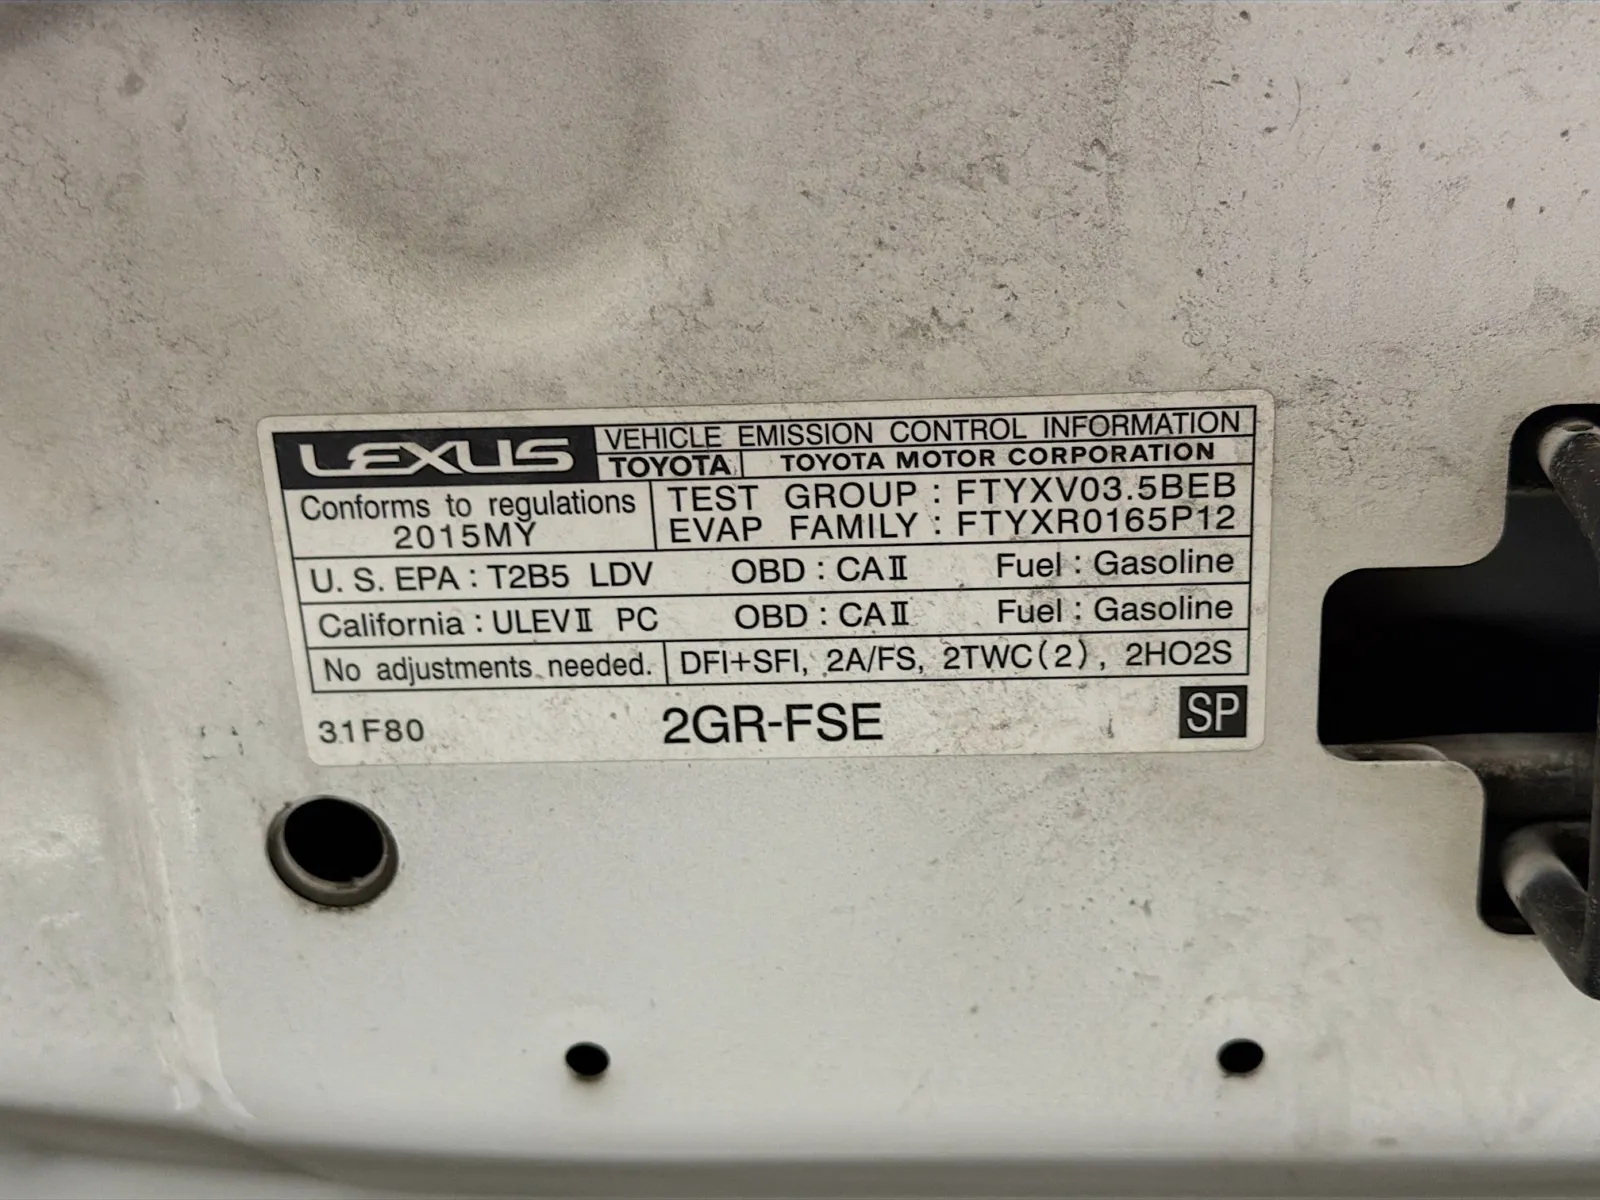 LEXUS VEHICLE EMISSION CONTROL INFORMATION
TOYOTA TOYOTA MOTOR CORPORATION
Conforms to regulations
2015MY
TEST GROUP : FTYXV03.5BEB
EVAP FAMILY : FTYXR0165P12
U. S. EPA : T2B5 LDV OBD : CAⅡ Fuel : Gasoline
California : ULEVⅡ PC OBD : CAⅡ Fuel : Gasoline
No adjustments needed. DFI+SFI, 2A/FS, 2TWC(2), 2HO2S
31F80 2GR-FSE SP